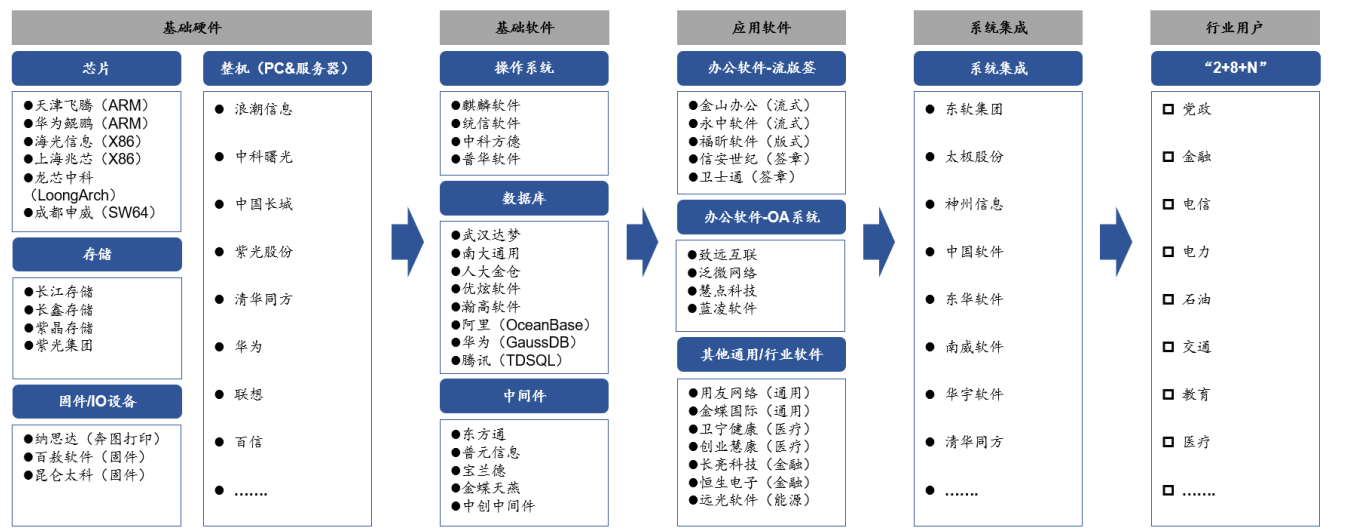 基础硬件
芯片
●天津飞腾（ARM）
●华为鲲鹏（ARM）
●海光信息（X86）
●上海兆芯（X86）
●龙芯中科
（LoongArch）
●成都申威（SW64）
存储
●长江存储
●长鑫存储
●紫晶存储
●紫光集团
固件/IO设备
●纳思达（奔图打印）
●百敖软件（固件）
●昆仑太科（固件）
整机（PC&服务器）
● 浪潮信息
● 中科曙光
● 中国长城
● 紫光股份
● 清华同方
● 华为
● 联想
● 百信
● …….
基础软件
操作系统
●麒麟软件
●统信软件
●中科方德
●普华软件
数据库
●武汉达梦
●南大通用
●人大金仓
●优炫软件
●瀚高软件
●阿里（OceanBase）
●华为（GaussDB）
●腾讯（TDSQL）
中间件
●东方通
●普元信息
●宝兰德
●金蝶天燕
●中创中间件
应用软件
办公软件-流版签
●金山办公（流式）
●永中软件（流式）
●福昕软件（版式）
●信安世纪（签章）
●卫士通（签章）
办公软件-OA系统
●致远互联
●泛微网络
●慧点科技
●蓝凌软件
其他通用/行业软件
●用友网络（通用）
●金蝶国际（通用）
●卫宁健康（医疗）
●创业慧康（医疗）
●长亮科技（金融）
●恒生电子（金融）
●远光软件（能源）
系统集成
系统集成
● 东软集团
● 太极股份
● 神州信息
● 中国软件
● 东华软件
● 南威软件
● 华宇软件
● 清华同方
● …….
行业用户
“2+8+N”
□ 党政
□ 金融
□ 电信
□ 电力
□ 石油
□ 交通
□ 教育
□ 医疗
□ …….